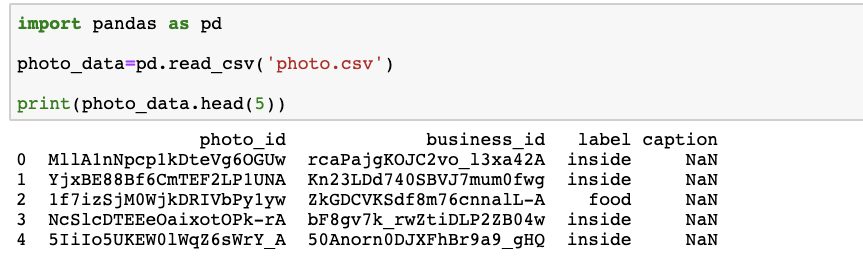 import pandas as pd
photo_data=pd.read_csv('photo.csv')
print(photo_data.head(5))
photo_id business_id label caption
0 MllA1nNpcp1kDteVg6OGUw rcaPajgKOJC2vo_l3xa42A inside NaN
1 YjxBE88Bf6CmTEF2LP1UNA Kn23LDd740SBVJ7mum0fwg inside NaN
2 1f7izSjM0WjkDRIVbPy1yw ZkGDCVKSdf8m76cnnalL-A food NaN
3 NcSlcDTEEeOaixotOPk-rA bF8gv7k_rwZtiDLP2ZB04w inside NaN
4 5IiIo5UKEW0lWqZ6sWrY_A 50Anorn0DJXFhBr9a9_gHQ inside NaN